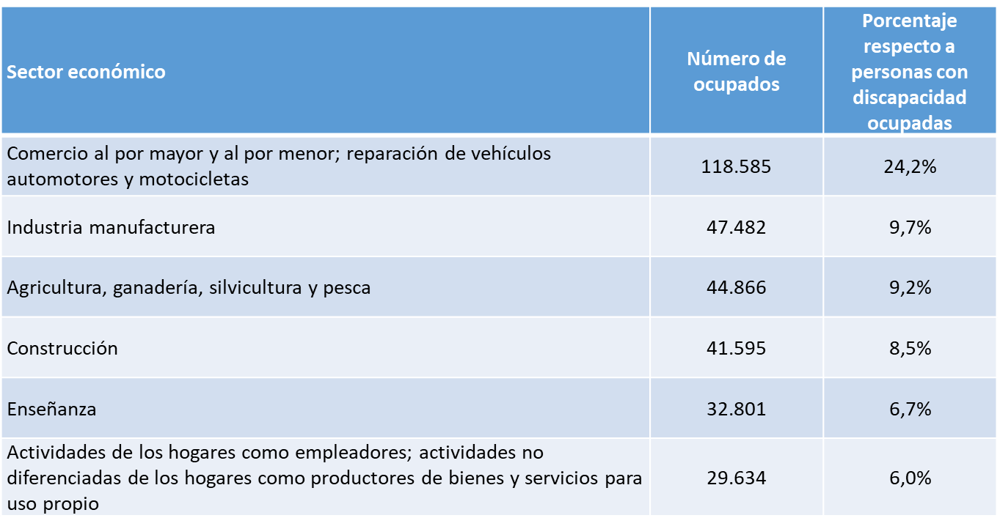 Sector económico
Número de
ocupados
Porcentaje
respecto a
personas con
discapacidad
ocupadas
Comercio al por mayor y al por menor; reparación de vehículos
automotores y motocicletas
118.585
24,2%
Industria manufacturera
47.482
9,7%
Agricultura, ganadería, silvicultura y pesca
44.866
9,2%
Construcción
41.595
8,5%
Enseñanza
32.801
6,7%
Actividades de los hogares como empleadores; actividades no
diferenciadas de los hogares como productores de bienes y servicios para
uso propio
29.634
6,0%